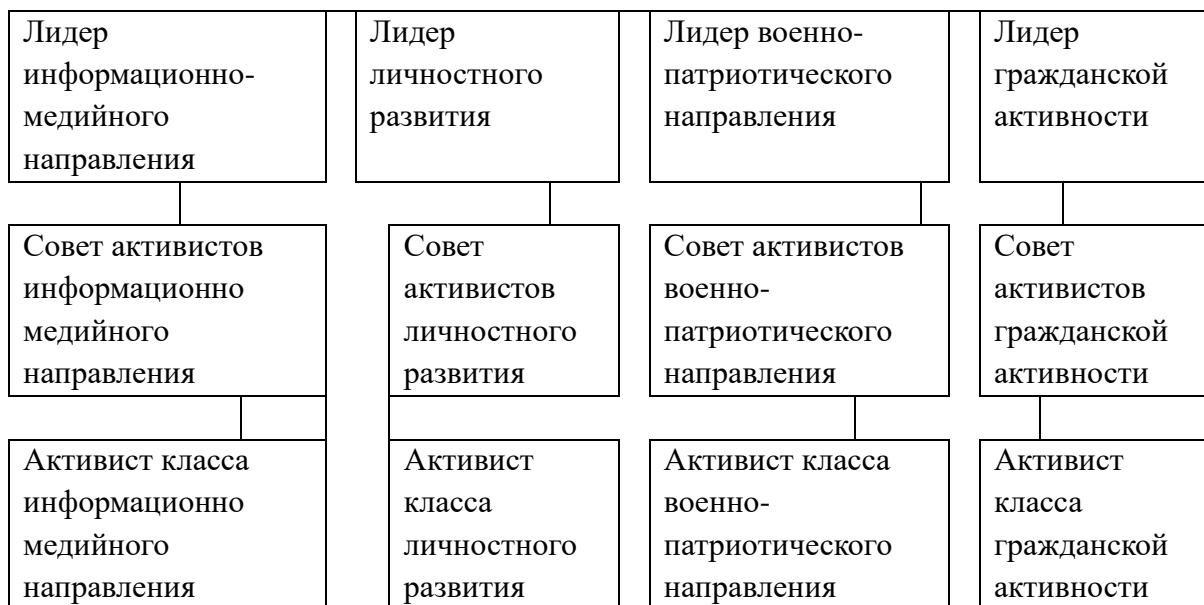 Лидер
информационно-
медийного
направления
Лидер
личностного
развития
Лидер военно-
патриотического
направления
Лидер
гражданской
активности
Совет активистов
информационно
медийного
направления
Совет
активистов
личностного
развития
Совет активистов
военно-
патриотического
направления
Совет
активистов
гражданской
активности
Активист класса
информационно
медийного
направления
Активист
класса
личностного
развития
Активист класса
военно-
патриотического
направления
Активист
класса
гражданской
активности